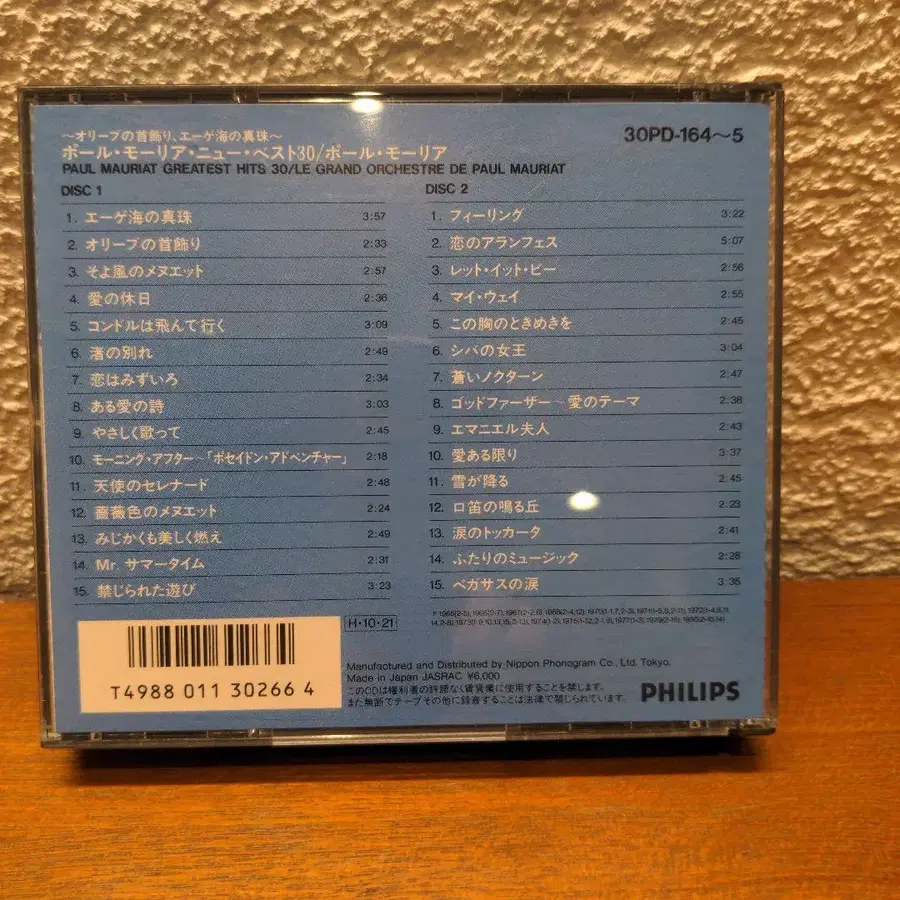 ～オリーブの首飾り、エーゲ海の真珠～
ポール・モーリア・ニュー・ベスト30/ポール・モーリア
30PD-164～5
PAUL MAURIAT GREATEST HITS 30/LE GRAND ORCHESTRE DE PAUL MAURIAT
DISC 1
1. エーゲ海の真珠 3:57
2. オリーブの首飾り 2:33
3. そよ風のメヌエット 2:57
4. 愛の休日 2:36
5. コンドルは飛んで行く 3:09
6. 渚の別れ 2:49
7. 恋はみずいろ 2:34
8. ある愛の詩 3:03
9. やさしく歌って 2:45
10. モーニング・アフター～「ポセイドン・アドベンチャー」 2:18
11. 天使のセレナード 2:48
12. 薔薇色のメヌエット 2:24
13. みじかくも美しく燃え 2:49
14. Mr. サマータイム 2:31
15. 禁じられた遊び 3:23
DISC 2
1. フィーリング 3:22
2. 恋のアランフェス 5:07
3. レット・イット・ビー 2:56
4. マイ・ウェイ 2:55
5. この胸のときめきを 2:45
6. シバの女王 3:04
7. 蒼いノクターン 2:47
8. ゴッドファーザー～愛のテーマ 2:38
9. エマニエル夫人 2:43
10. 愛ある限り 3:37
11. 雪が降る 2:45
12. 口笛の鳴る丘 2:23
13. 涙のトッカータ 2:41
14. ふたりのミュージック 2:28
15. ペガサスの涙 3:35
H・10・21
T4988 011 30266 4
Manufactured and Distributed by Nippon Phonogram Co., Ltd. Tokyo.
Made in Japan JASRAC ¥6,000
このCDは権利者の許諾なく賃貸業に使用することを禁じます。
また無断でテープその他に録音することは法律で禁じられています。
PHILIPS